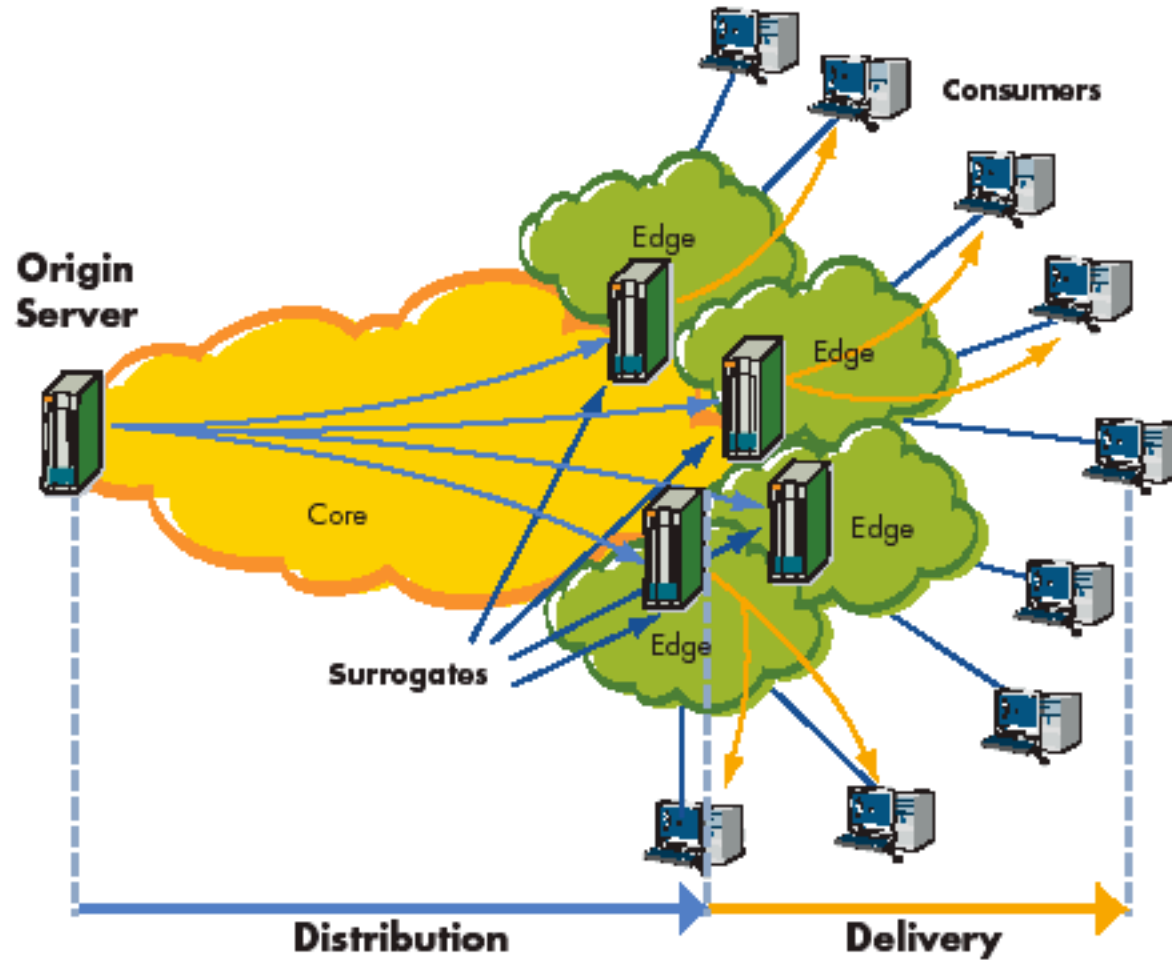 Consumers
Edge
Origin
Server
Edge
Core
Edge
Edge
Surrogates
Distribution
Delivery